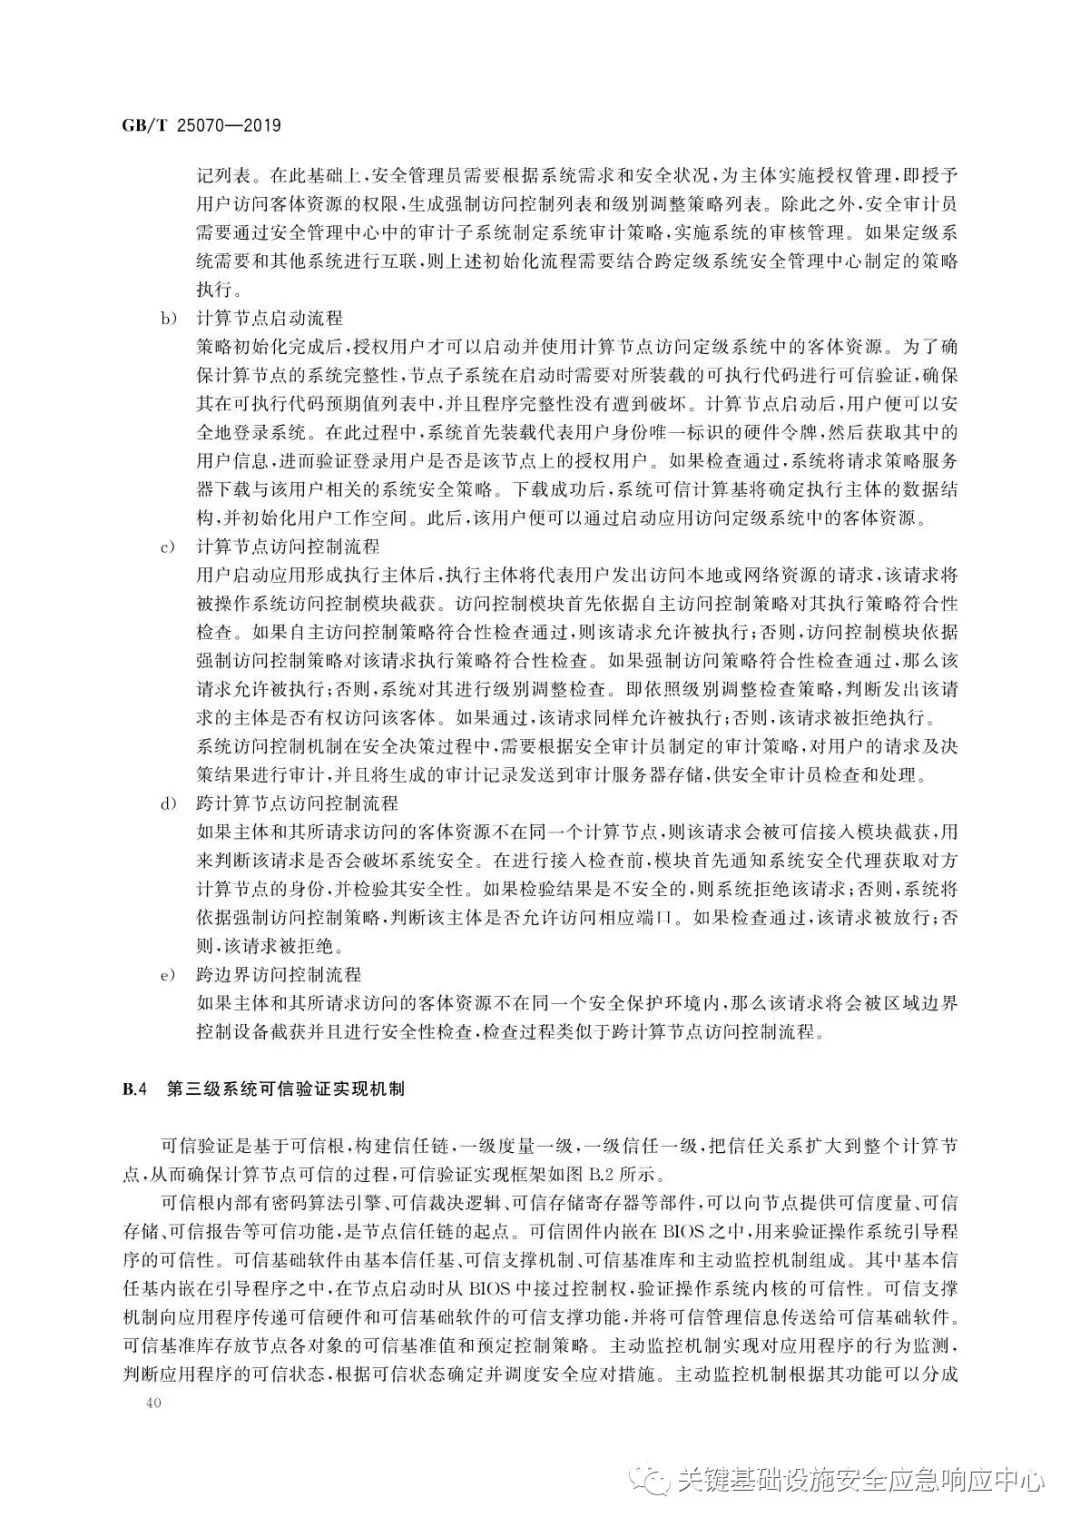 GB/T 25070—2019
记列表。在此基础上,安全管理员需要根据系统需求和安全状况,为主体实施授权管理,即授予
用户访问客体资源的权限,生成强制访问控制列表和级别调整策略列表。除此之外,安全审计员
需要通过安全管理中心中的审计子系统制定系统审计策略,实施系统的审核管理。如果定级系
统需要和其他系统进行互联,则上述初始化流程需要结合跨定级系统安全管理中心制定的策略
执行。
b) 计算节点启动流程
策略初始化完成后,授权用户才可以启动并使用计算节点访问定级系统中的客体资源。为了确
保计算节点的系统完整性,节点子系统在启动时需要对所装载的可执行代码进行可信验证,确保
其在可执行代码预期值列表中,并且程序完整性没有遭到破坏。计算节点启动后,用户便可以安
全地登录系统。在此过程中,系统首先装载代表用户身份唯一标识的硬件令牌,然后获取其中的
用户信息,进而验证登录用户是否是该节点上的授权用户。如果检查通过,系统将请求策略服务
器下载与该用户相关的系统安全策略。下载成功后,系统可信计算基将确定执行主体的数据结
构,并初始化用户工作空间。此后,该用户便可以通过启动应用访问定级系统中的客体资源。
c) 计算节点访问控制流程
用户启动应用形成执行主体后,执行主体将代表用户发出访问本地或网络资源的请求,该请求将
被操作系统访问控制模块截获。访问控制模块首先依据自主访问控制策略对其执行策略符合性
检查。如果自主访问控制策略符合性检查通过,则该请求允许被执行;否则,访问控制模块依据
强制访问控制策略对该请求执行策略符合性检查。如果强制访问策略符合性检查通过,那么该
请求允许被执行;否则,系统对其进行级别调整检查。即依照级别调整检查策略,判断发出该请
求的主体是否有权访问该客体。如果通过,该请求同样允许被执行;否则,该请求被拒绝执行。
系统访问控制机制在安全决策过程中,需要根据安全审计员制定的审计策略,对用户的请求及决
策结果进行审计,并且将生成的审计记录发送到审计服务器存储,供安全审计员检查和处理。
d) 跨计算节点访问控制流程
如果主体和其所请求访问的客体资源不在同一个计算节点,则该请求会被可信接入模块截获,用
来判断该请求是否会破坏系统安全。在进行接入检查前,模块首先通知系统安全代理获取对方
计算节点的身份,并检验其安全性。如果检验结果是不安全的,则系统拒绝该请求;否则,系统将
依据强制访问控制策略,判断该主体是否允许访问相应端口。如果检查通过,该请求被放行;否
则,该请求被拒绝。
e) 跨边界访问控制流程
如果主体和其所请求访问的客体资源不在同一个安全保护环境内,那么该请求将会被区域边界
控制设备截获并且进行安全性检查,检查过程类似于跨计算节点访问控制流程。
B.4 第三级系统可信验证实现机制
可信验证是基于可信根,构建信任链,一级度量一级,一级信任一级,把信任关系扩大到整个计算节
点,从而确保计算节点可信的过程,可信验证实现框架如图 B.2 所示。
可信根内部有密码算法引擎、可信裁决逻辑、可信存储寄存器等部件,可以向节点提供可信度量、可信
存储、可信报告等可信功能,是节点信任链的起点。可信固件内嵌在 BIOS 之中,用来验证操作系统引导程
序的可信性。可信基础软件由基本信任基、可信支撑机制、可信基准库和主动监控机制组成。其中基本信
任基内嵌在引导程序之中,在节点启动时从 BIOS 中接过控制权,验证操作系统内核的可信性。可信支撑
机制向应用程序传递可信硬件和可信基础软件的可信支撑功能,并将可信管理信息传送给可信基础软件。
可信基准库存放节点各对象的可信基准值和预定控制策略。主动监控机制实现对应用程序的行为监测,
判断应用程序的可信状态,根据可信状态确定并调度安全应对措施。主动监控机制根据其功能可以分成
40
关键基础设施安全应急响应中心